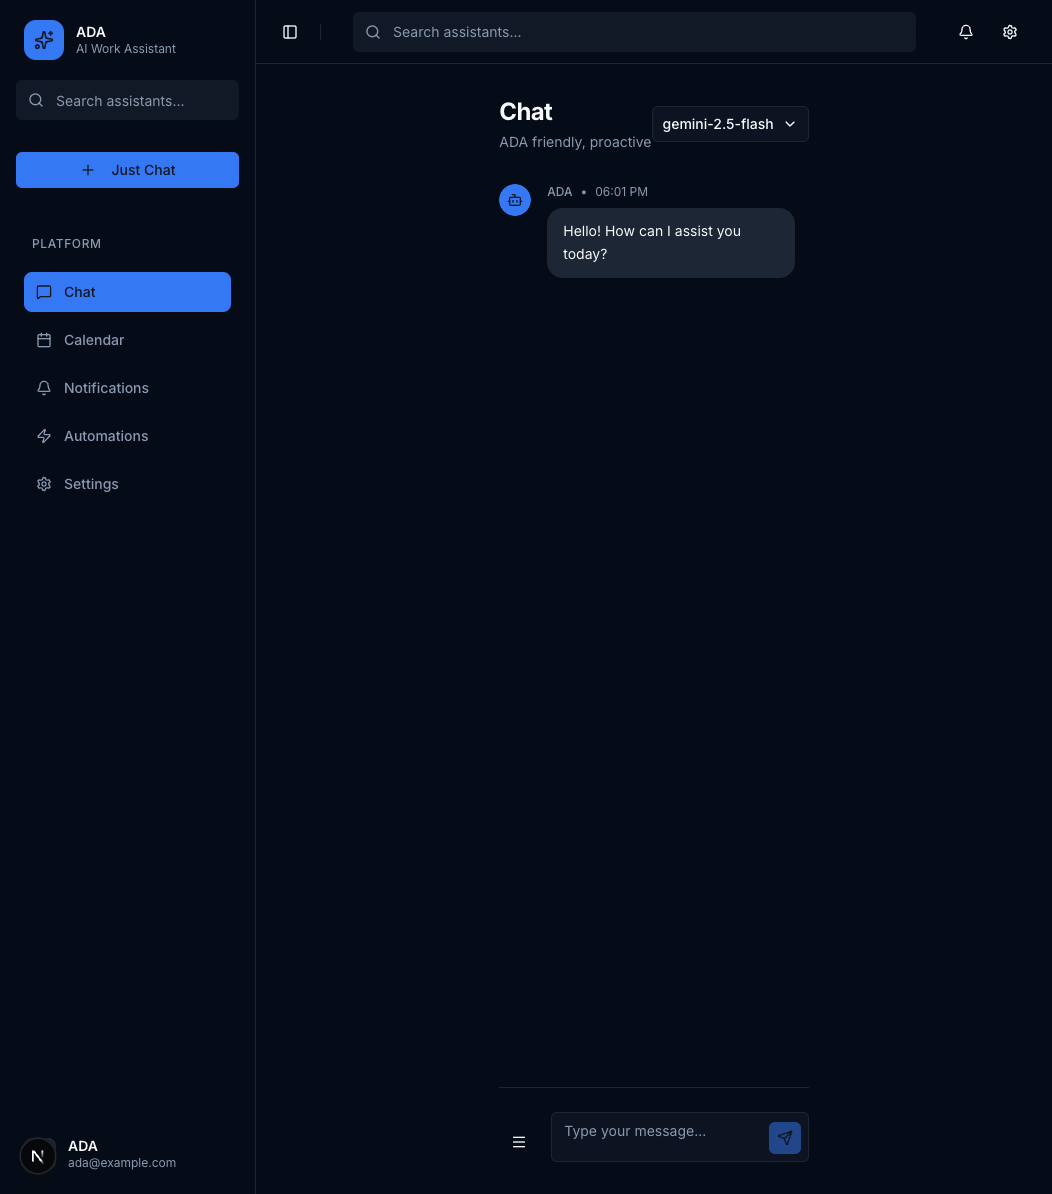 ADA
AI Work Assistant
Search assistants...
Just Chat
PLATFORM
Chat
Calendar
Notifications
Automations
Settings
ADA
ada@example.com
Search assistants...
Chat
ADA friendly, proactive
gemini-2.5-flash
ADA • 06:01 PM
Hello! How can I assist you
today?
Type your message...
N